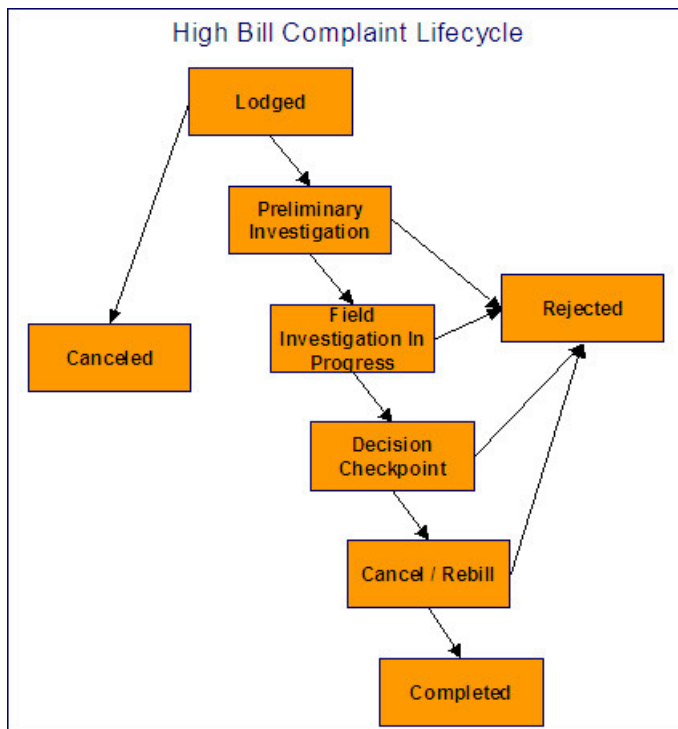 High Bill Complaint Lifecycle
Lodged
Preliminary
Investigation
Field
Investigation In
Progress
Rejected
Canceled
Decision
Checkpoint
Cancel / Rebill
Completed